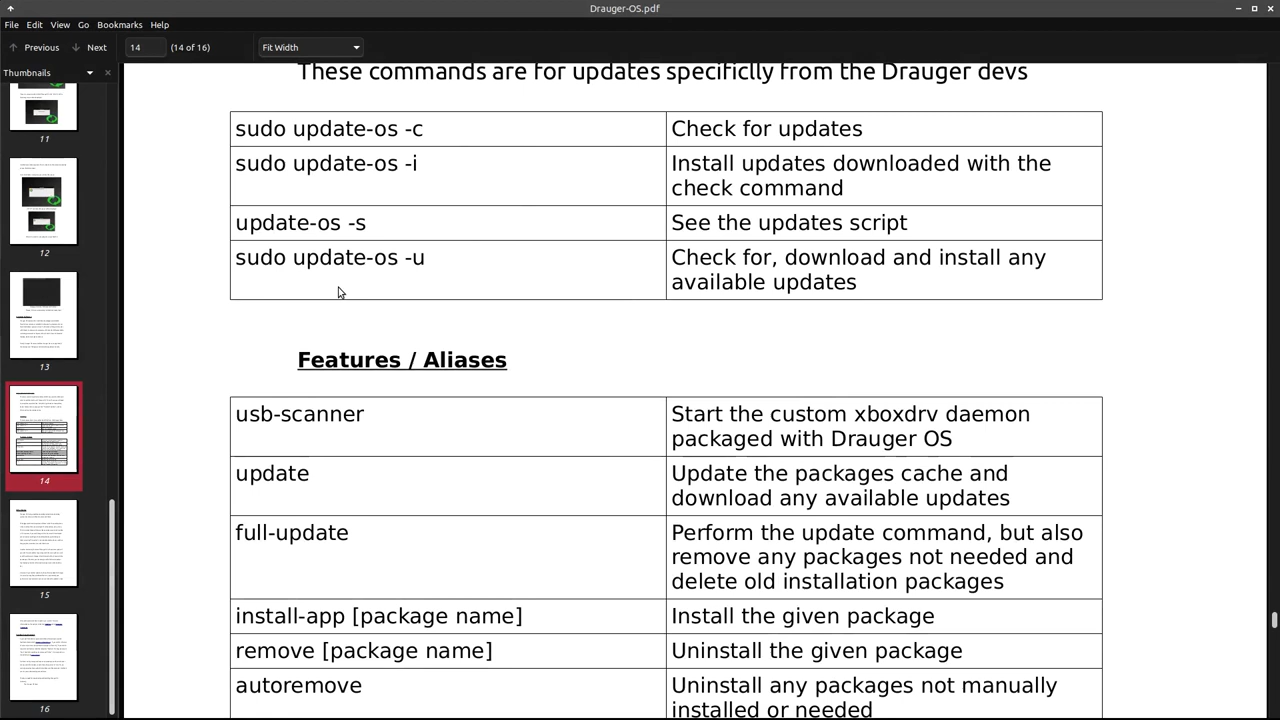 Drauger-OS.pdf
File Edit View Go Bookmarks Help
Previous Next 14 (14 of 16) Fit Width
Thumbnails
These commands are for updates specificlly from the Drauger devs
sudo update-os -c Check for updates
sudo update-os -i Install updates downloaded with the
check command
update-os -s See the updates script
sudo update-os -u Check for, download and install any
available updates
Features / Aliases
usb-scanner Start the custom xboxdrv daemon
packaged with Drauger OS
update Update the packages cache and
download any available updates
full-update Perform the update command, but also
remove any packages not needed and
delete old installation packages
install-app [package name] Install the given package
remove [package name] Uninstall the given package
autoremove Uninstall any packages not manually
installed or needed
11
12
13
14
15
16